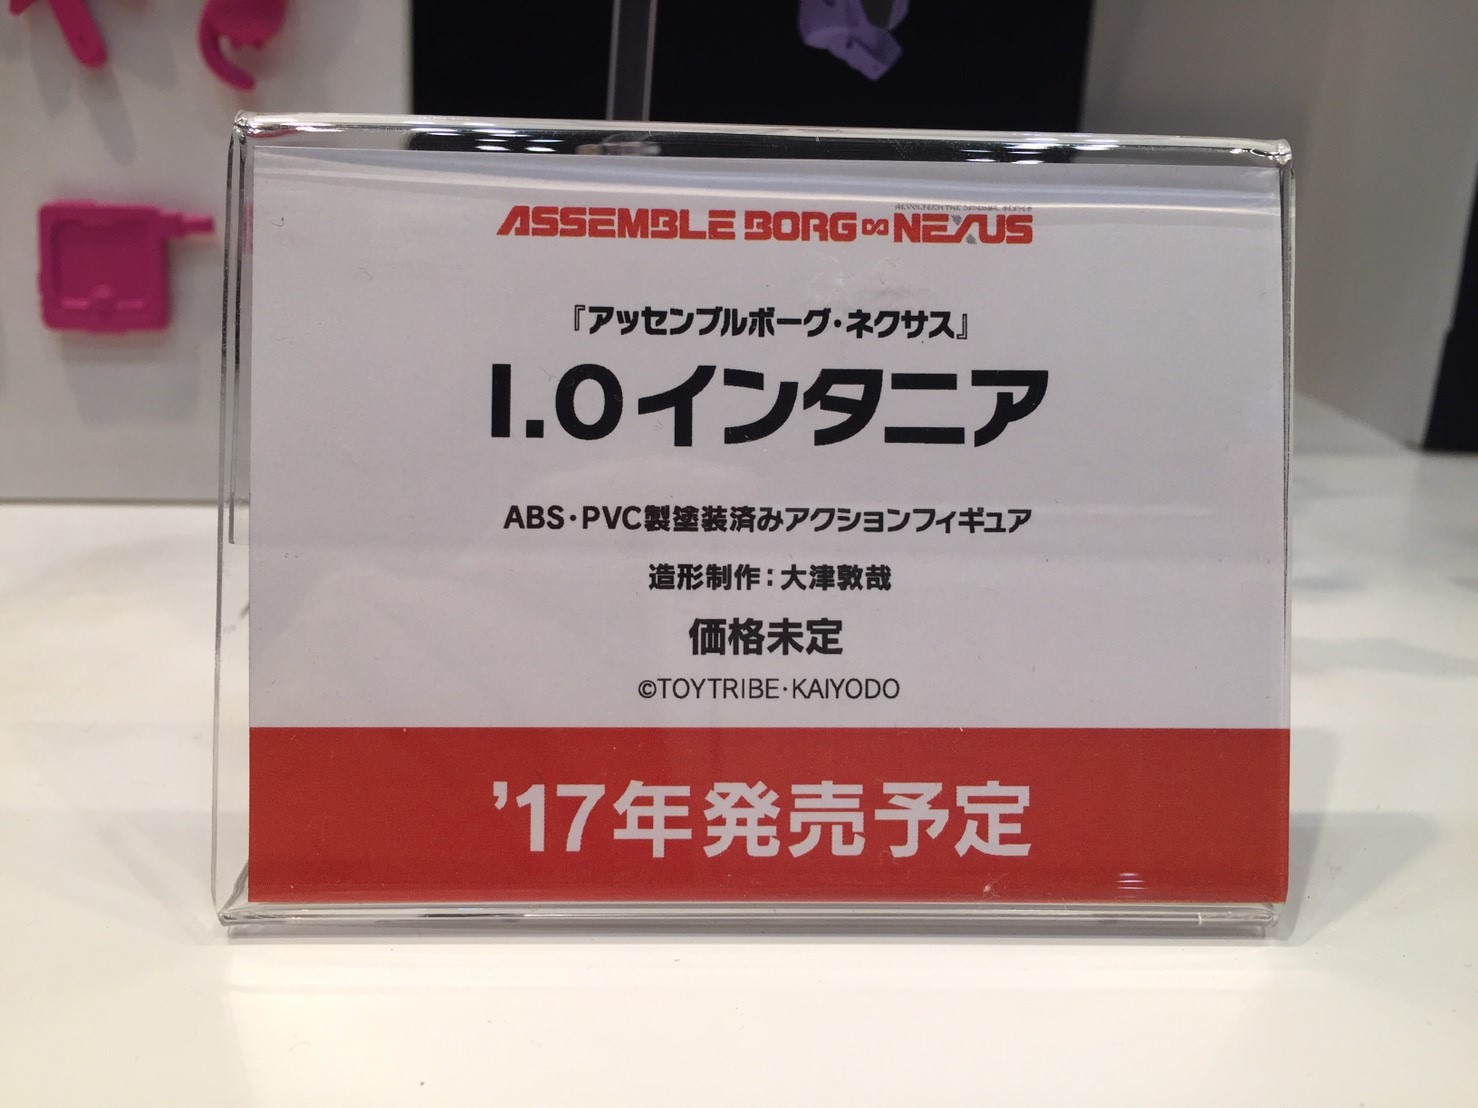 ASSEMBLE BORG∞NEXUS
『アッセンブルボーグ・ネクサス』
I.Oインタニア
ABS・PVC製塗装済みアクションフィギュア
造形制作：大津敦哉
価格未定
©TOYTRIBE・KAIYODO
’17年発売予定